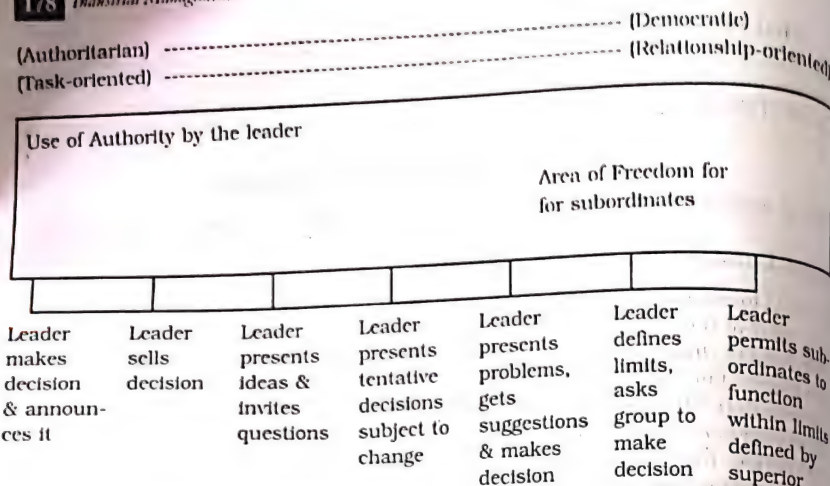 178 Industrial
(Authoritarian) ---------- (Democratic)
(Task-oriented) ---------- (Relationship-oriented)
Use of Authority by the leader
Area of Freedom for
for subordinates
Leader
makes
decision
& announ-
ces it
Leader
sells
decision
Leader
presents
ideas &
invites
questions
Leader
presents
tentative
decisions
subject to
change
Leader
presents
problems,
gets
suggestions
& makes
decision
Leader
defines
limits,
asks
group to
make
decision
Leader
permits sub-
ordinates to
function
within limits
defined by
superior